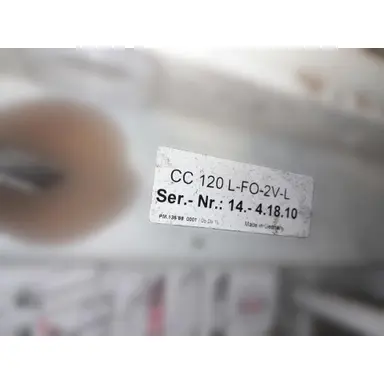 CC 120 L-FO-2V-L
Ser.- Nr.: 14.- 4.18.10
Made in Germany